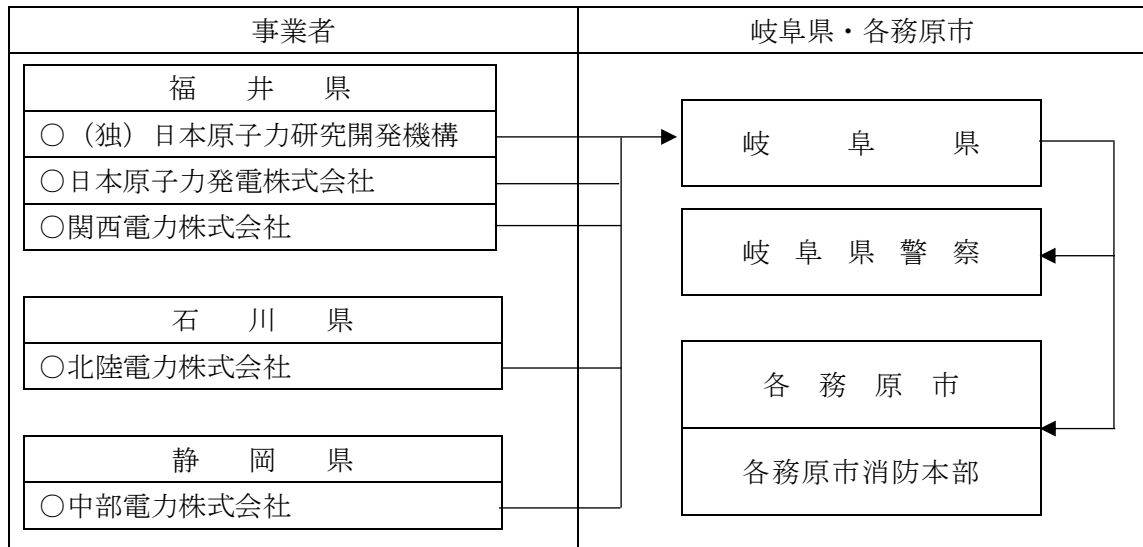 事業者
岐阜県・各務原市
福井県
○（独）日本原子力研究開発機構
○日本原子力発電株式会社
○関西電力株式会社
石川県
○北陸電力株式会社
静岡県
○中部電力株式会社
岐阜県
岐阜県警察
各務原市
各務原市消防本部